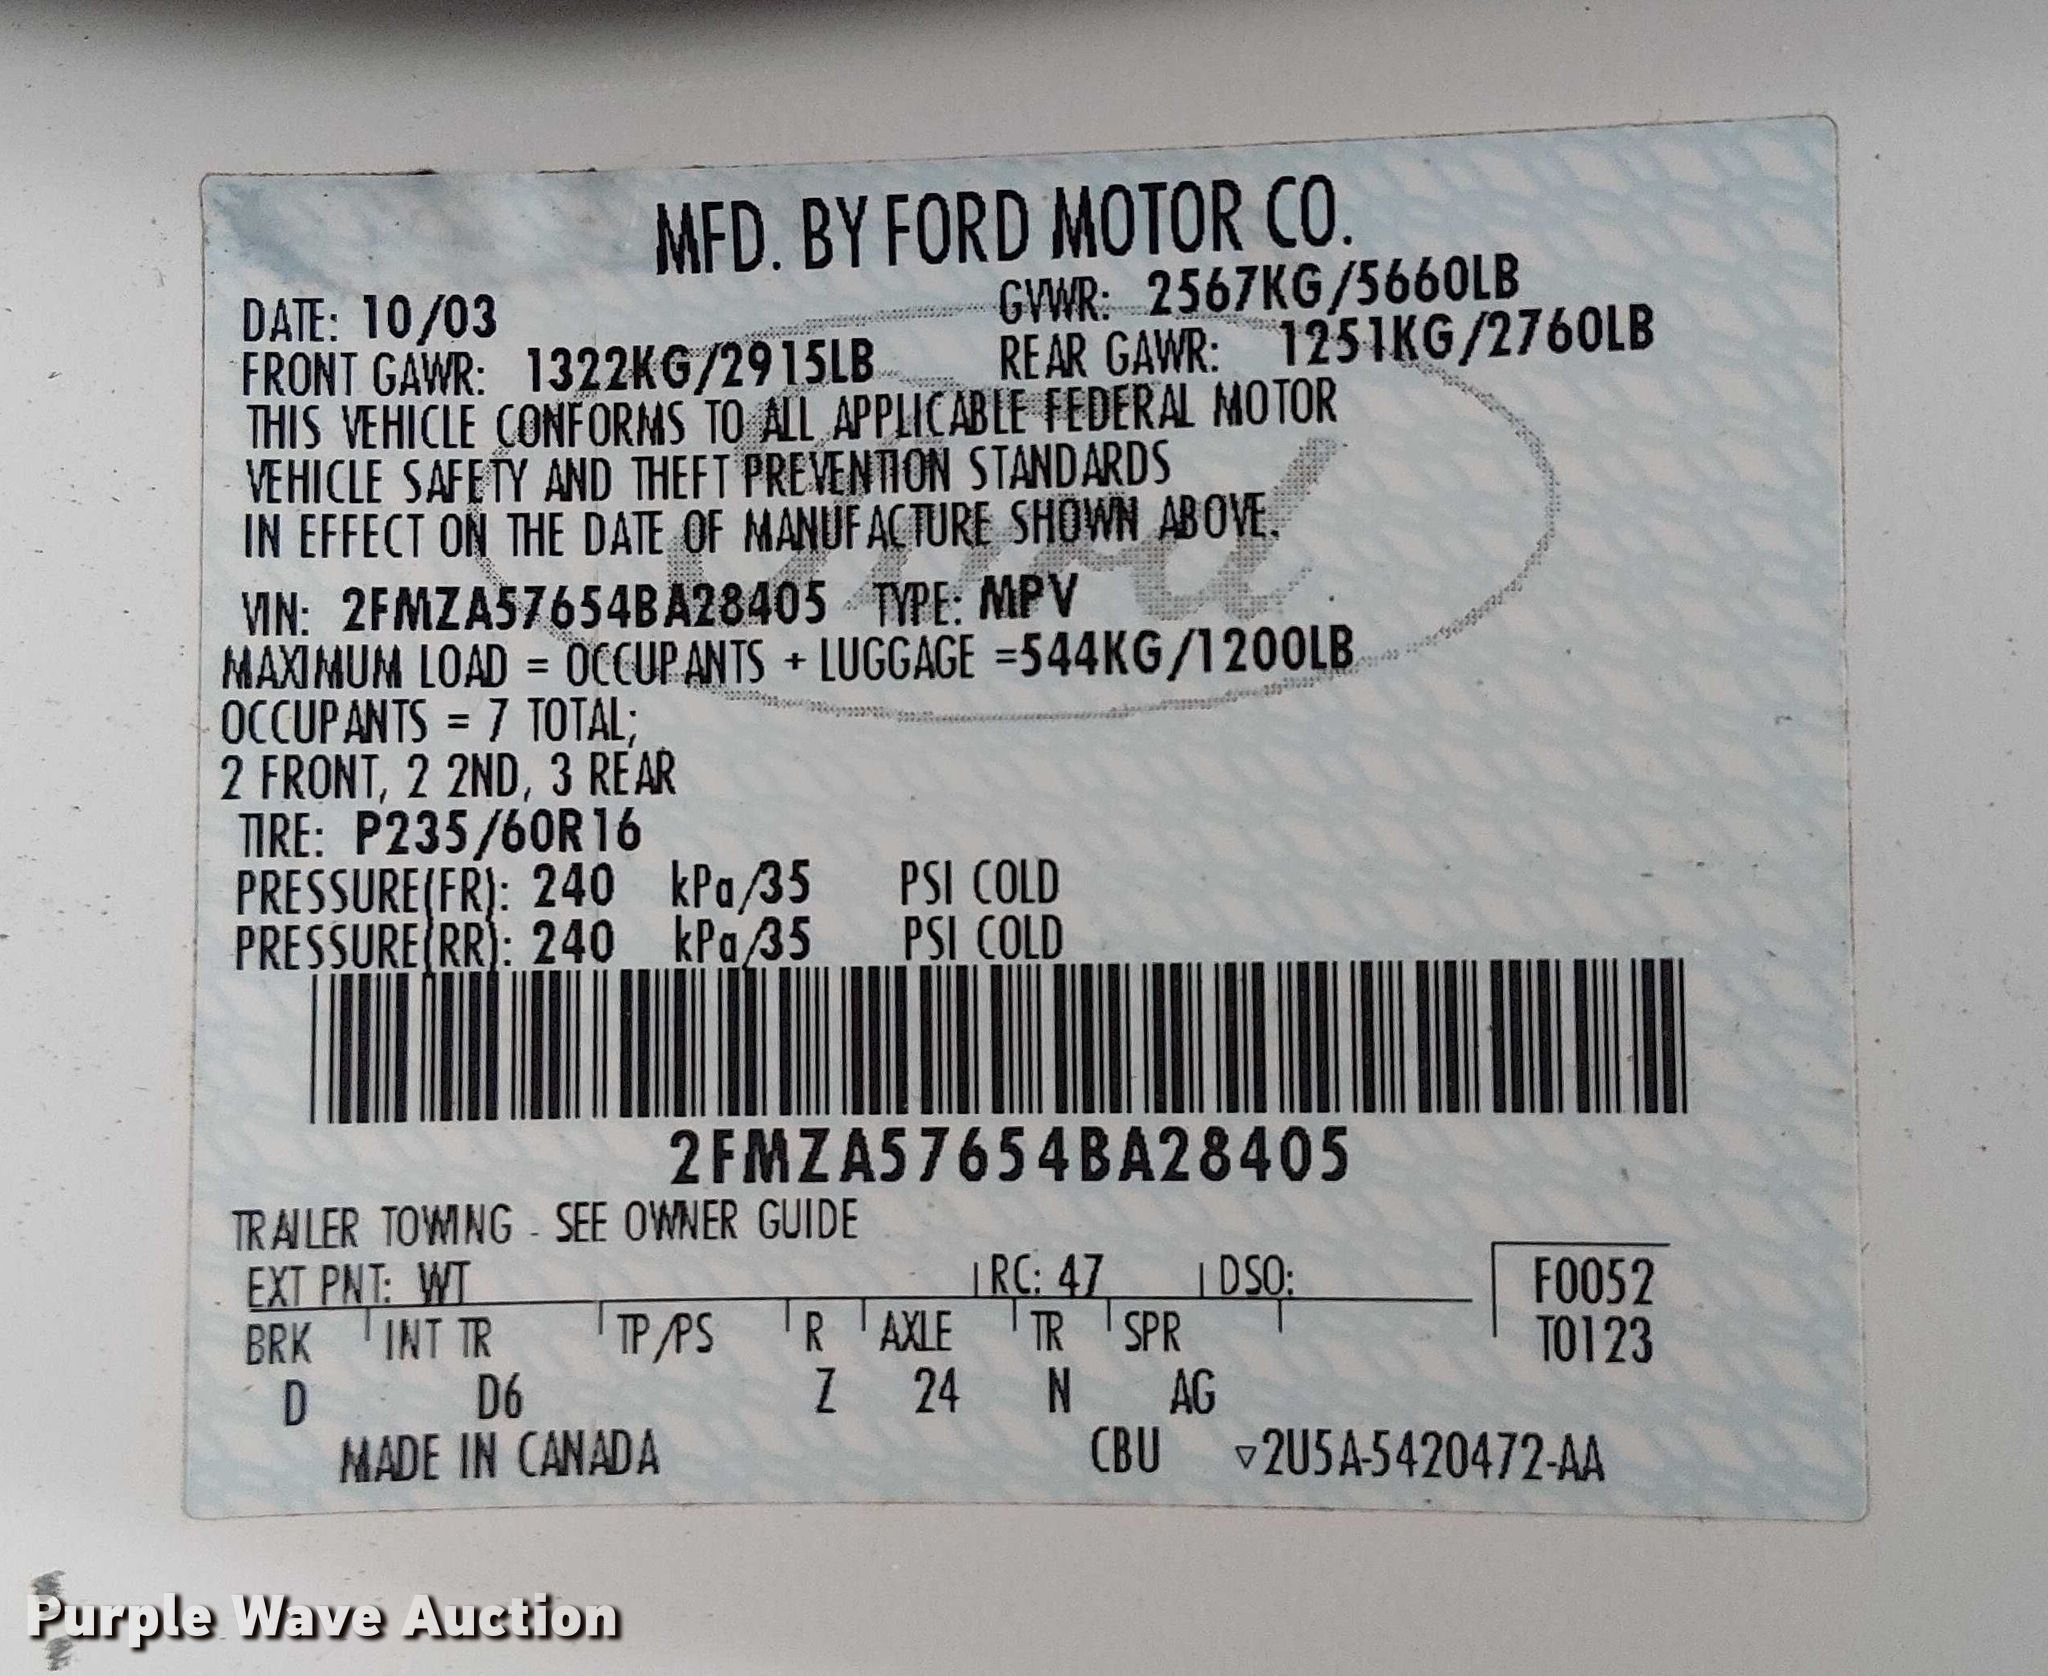 MFD. BY FORD MOTOR CO.
DATE: 10/03 GVWR: 2567KG/5660LB
FRONT GAWR: 1322KG/2915LB REAR GAWR: 1251KG/2760LB
THIS VEHICLE CONFORMS TO ALL APPLICABLE FEDERAL MOTOR
VEHICLE SAFETY AND THEFT PREVENTION STANDARDS
IN EFFECT ON THE DATE OF MANUFACTURE SHOWN ABOVE.
VIN: 2FMZA57654BA28405 TYPE: MPV
MAXIMUM LOAD = OCCUPANTS + LUGGAGE =544KG/1200LB
OCCUPANTS = 7 TOTAL;
2 FRONT, 2 2ND, 3 REAR
TIRE: P235/60R16
PRESSURE(FR): 240 kPa/35 PSI COLD
PRESSURE(RR): 240 kPa/35 PSI COLD
2FMZA57654BA28405
TRAILER TOWING - SEE OWNER GUIDE
EXT PNT: WT RC: 47 DSO: F0052
BRK INT TR TP/PS R AXLE TR SPR T0123
D D6 Z 24 N AG
MADE IN CANADA CBU ▽2U5A-5420472-AA
Purple Wave Auction